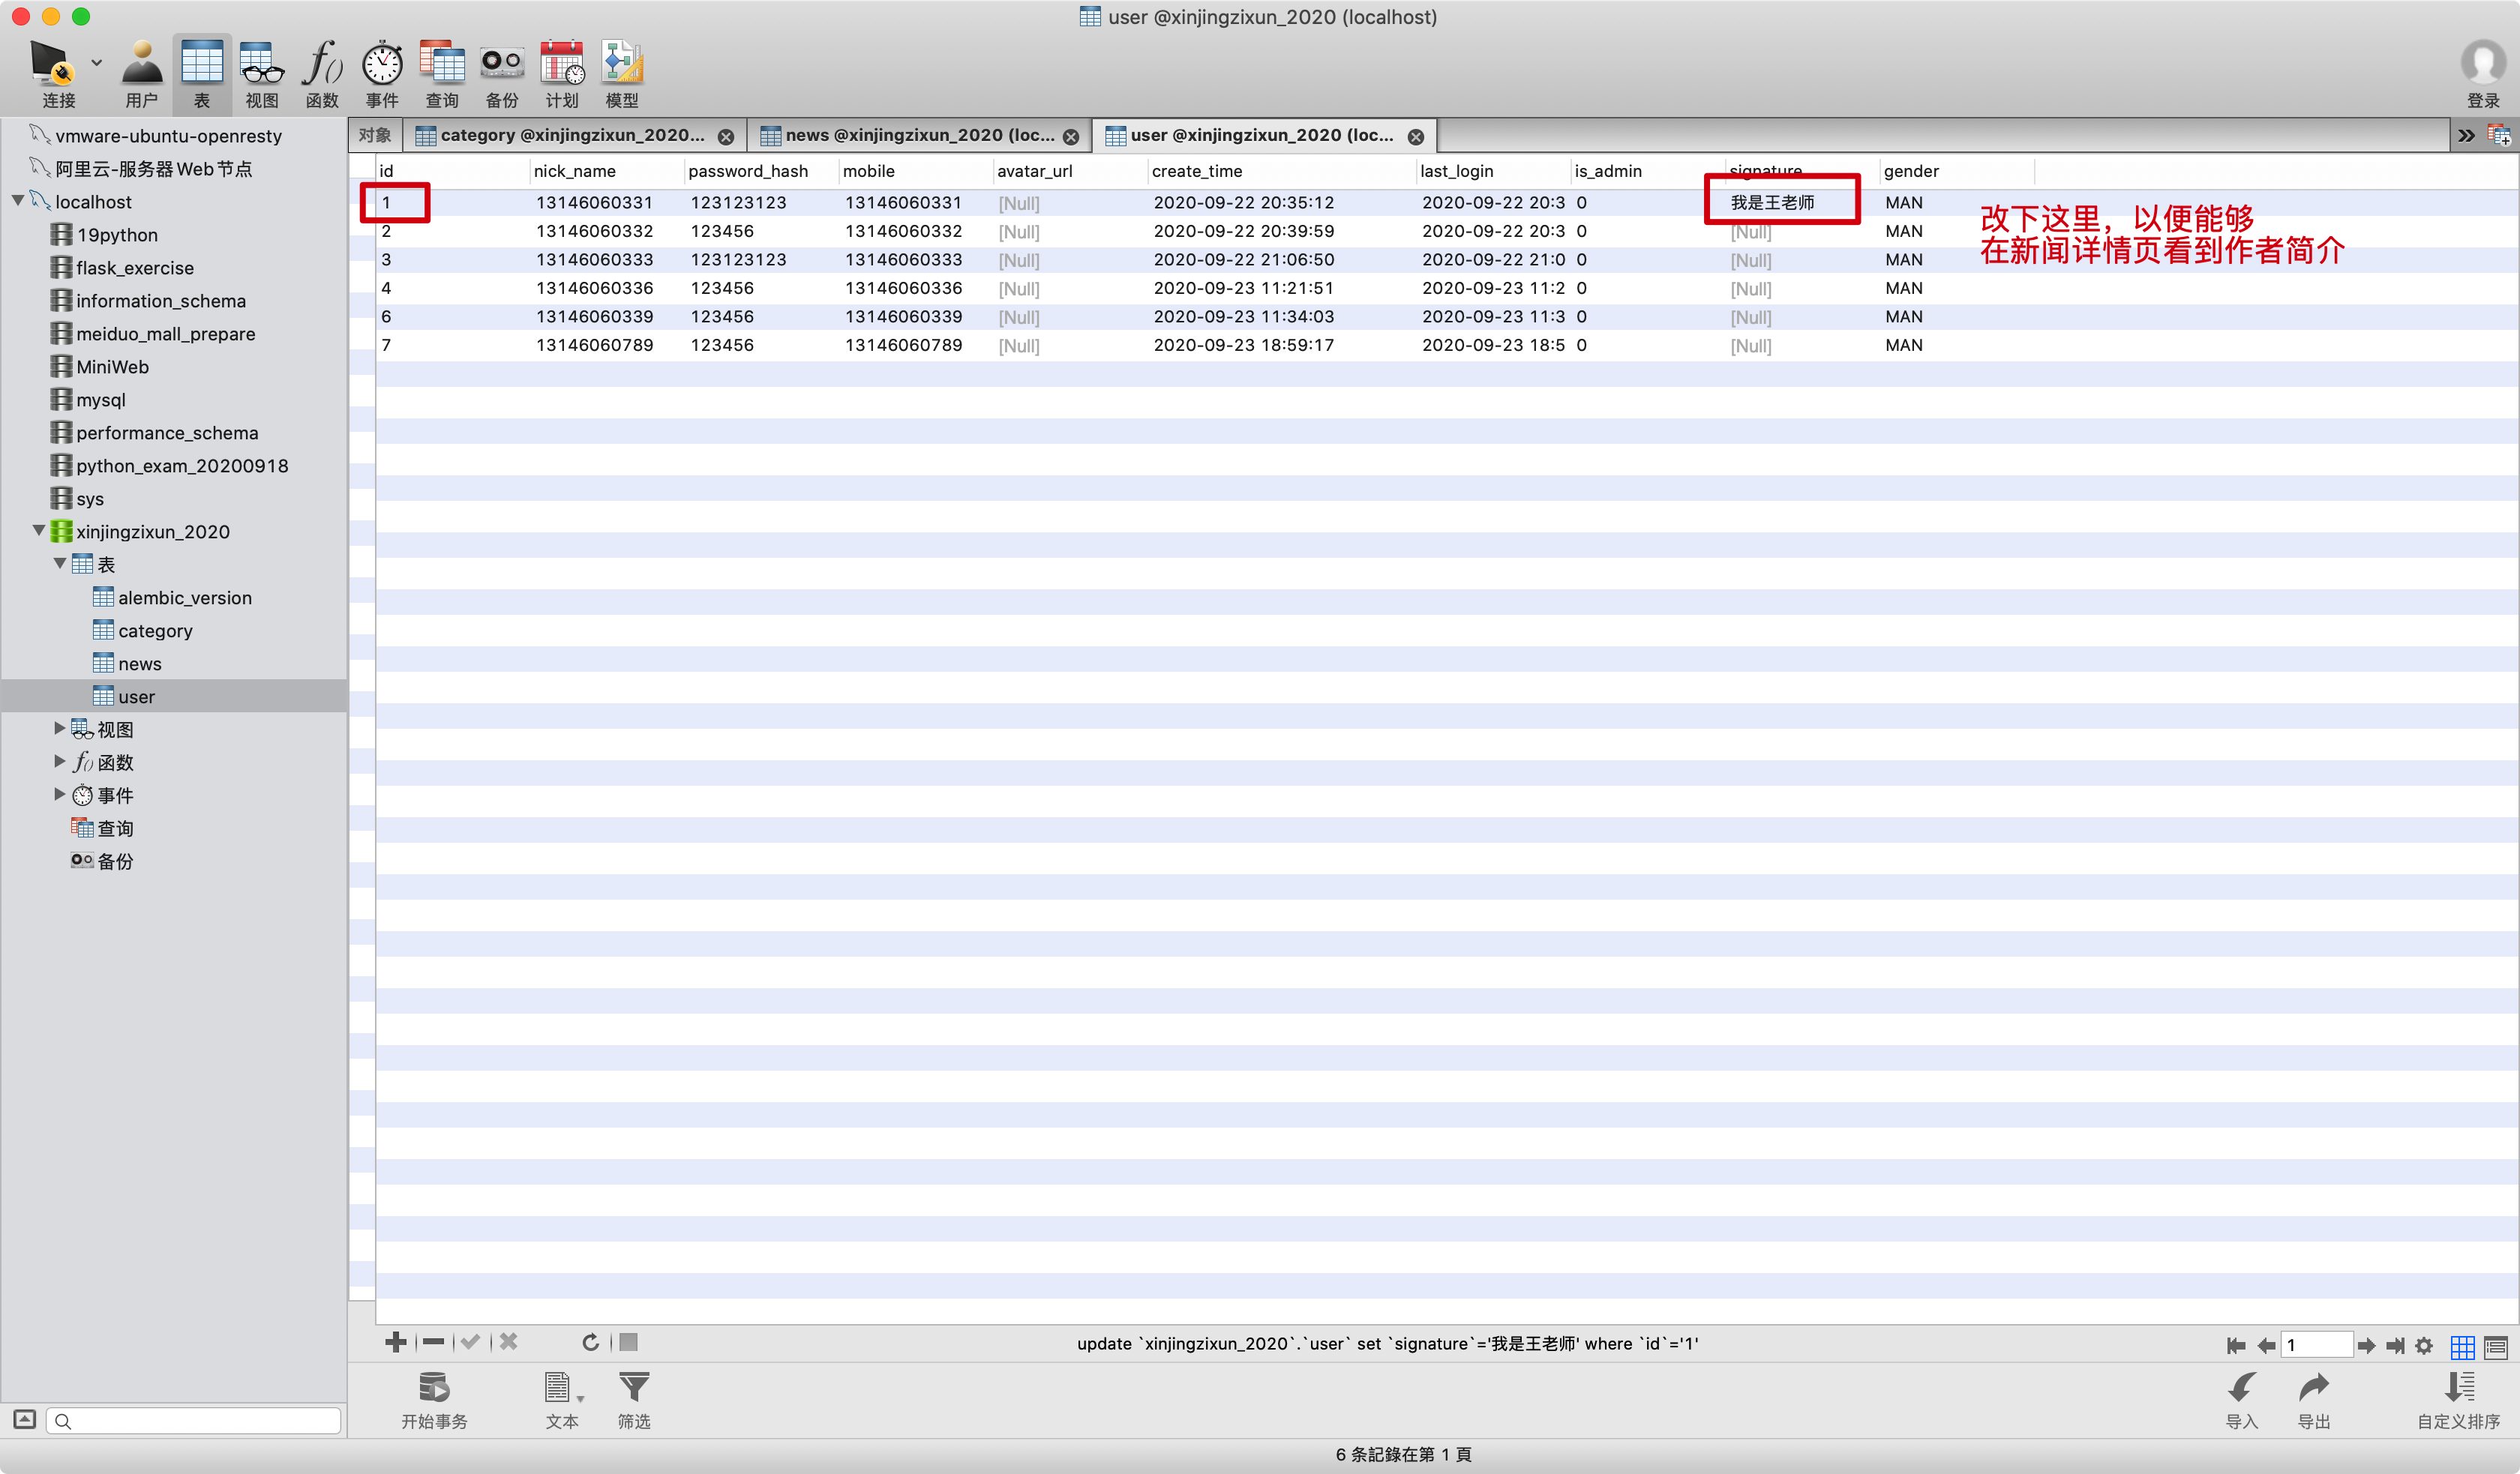 user @xinjingzixun_2020 (localhost)
连接
用户
表
视图
函数
事件
查询
备份
计划
模型
登录
vmware-ubuntu-openresty
阿里云-服务器Web节点
localhost
19python
flask_exercise
information_schema
meiduo_mall_prepare
MiniWeb
mysql
performance_schema
python_exam_20200918
sys
xinjingzixun_2020
表
alembic_version
category
news
user
视图
函数
事件
查询
备份
对象 category @xinjingzixun_2020... news @xinjingzixun_2020 (loc... user @xinjingzixun_2020 (loc...
id nick_name password_hash mobile avatar_url create_time last_login is_admin signature gender
1 13146060331 123123123 13146060331 [Null] 2020-09-22 20:35:12 2020-09-22 20:3 0 我是王老师 MAN
2 13146060332 123456 13146060332 [Null] 2020-09-22 20:39:59 2020-09-22 20:3 0 [Null] MAN
3 13146060333 123123123 13146060333 [Null] 2020-09-22 21:06:50 2020-09-22 21:0 0 [Null] MAN
4 13146060336 123456 13146060336 [Null] 2020-09-23 11:21:51 2020-09-23 11:2 0 [Null] MAN
6 13146060339 123456 13146060339 [Null] 2020-09-23 11:34:03 2020-09-23 11:3 0 [Null] MAN
7 13146060789 123456 13146060789 [Null] 2020-09-23 18:59:17 2020-09-23 18:5 0 [Null] MAN
改下这里，以便能够
在新闻详情页看到作者简介
update `xinjingzixun_2020`.`user` set `signature`='我是王老师' where `id`='1'
1
开始事务
文本
筛选
导入
导出
自定义排序
6 条記錄在第 1 頁